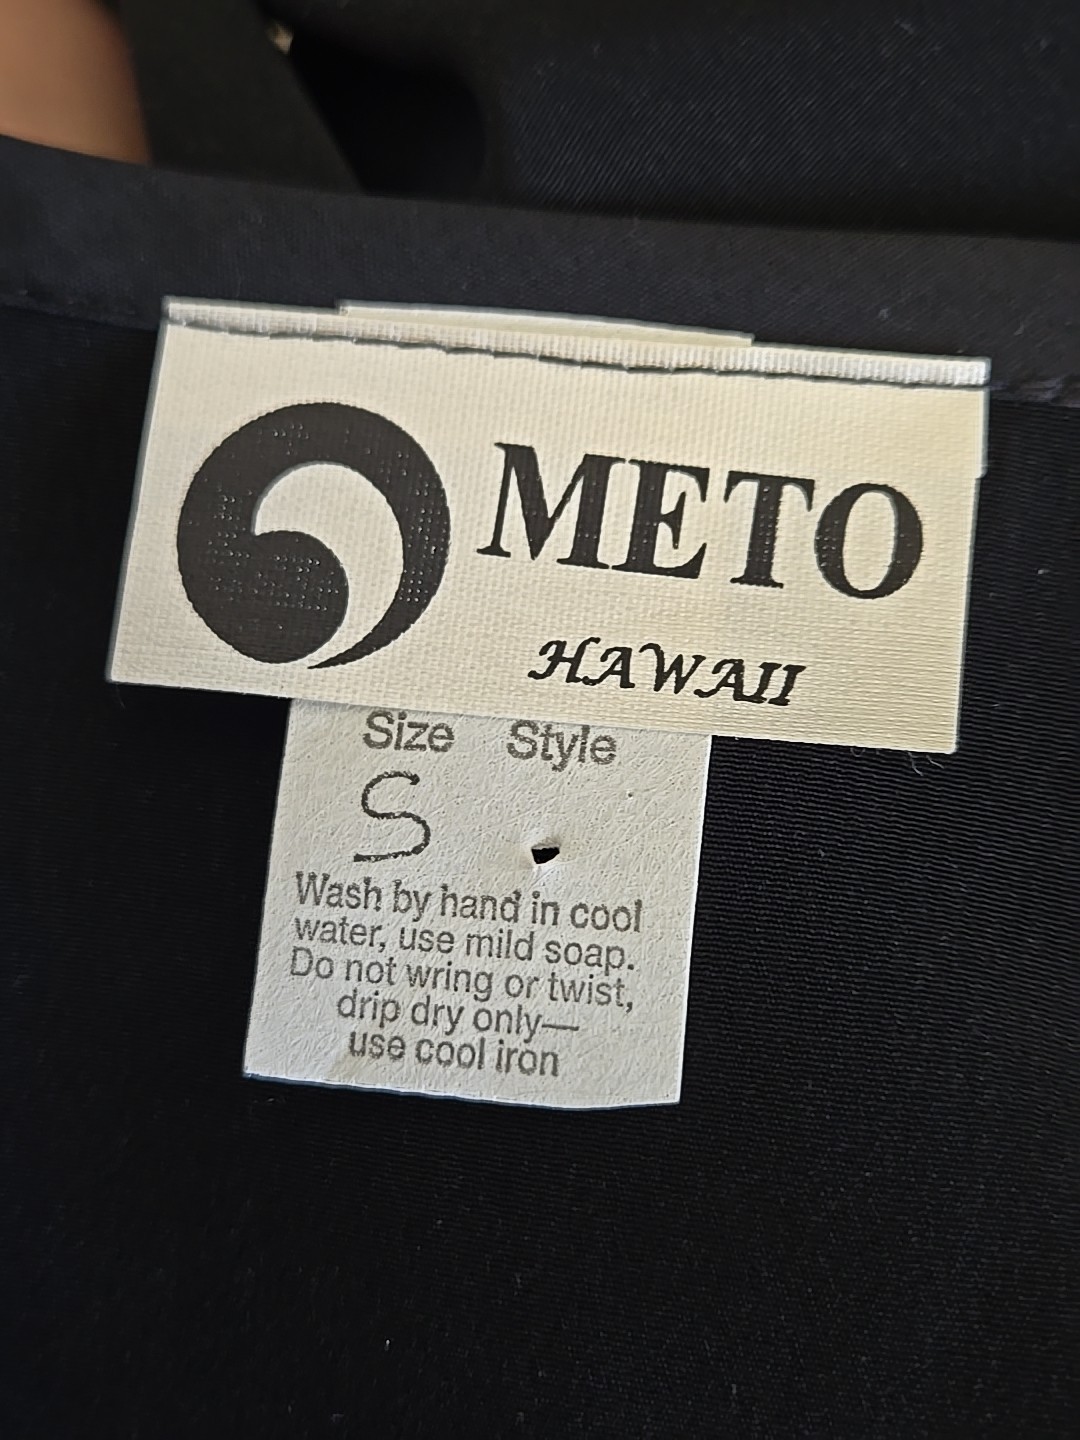 METO
HAWAII
Size Style
S
Wash by hand in cool
water, use mild soap.
Do not wring or twist,
drip dry only—
use cool iron